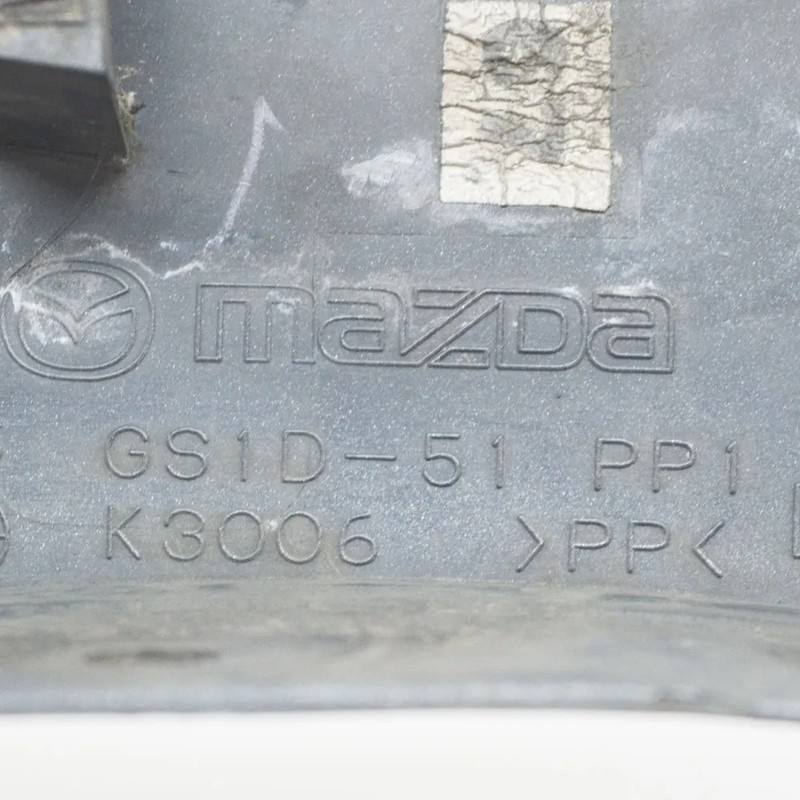 mazda
GS1D-51 PP1
K3006 >PP<